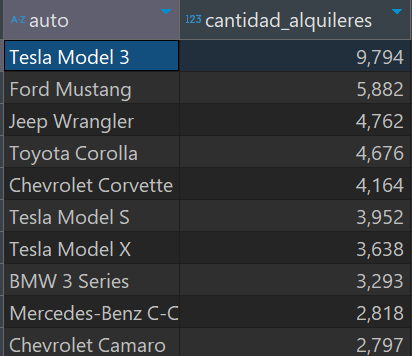 A-Z auto 123 cantidad_alquileres
Tesla Model 3 9,794
Ford Mustang 5,882
Jeep Wrangler 4,762
Toyota Corolla 4,676
Chevrolet Corvette 4,164
Tesla Model S 3,952
Tesla Model X 3,638
BMW 3 Series 3,293
Mercedes-Benz C-C 2,818
Chevrolet Camaro 2,797